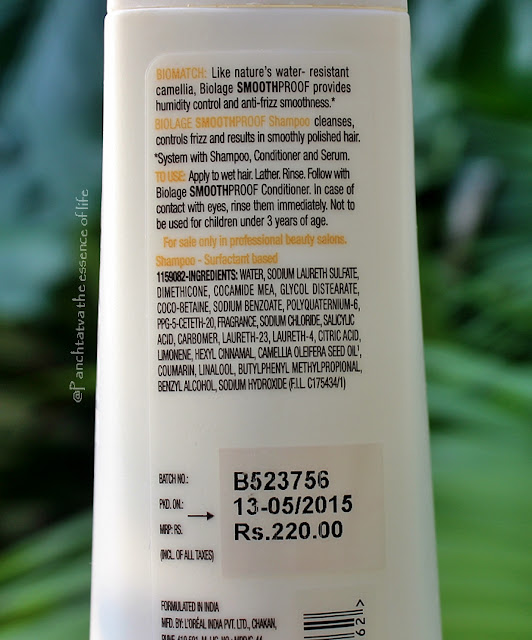 BIOMATCH: Like nature's water- resistant
camellia, Biolage SMOOTHPROOF provides
humidity control and anti-frizz smoothness.*
BIOLAGE SMOOTHPROOF Shampoo cleanses,
controls frizz and results in smoothly polished hair.
*System with Shampoo, Conditioner and Serum.
TO USE: Apply to wet hair. Lather. Rinse. Follow with
Biolage SMOOTHPROOF Conditioner. In case of
contact with eyes, rinse them immediately. Not to
be used for children under 3 years of age.
For sale only in professional beauty salons.
Shampoo - Surfactant based
1159082-INGREDIENTS: WATER, SODIUM LAURETH SULFATE,
DIMETHICONE, COCAMIDE MEA, GLYCOL DISTEARATE,
COCO-BETAINE, SODIUM BENZOATE, POLYQUATERNIUM-6,
PPG-5-CETETH-20, FRAGRANCE, SODIUM CHLORIDE, SALICYLIC
ACID, CARBOMER, LAURETH-23, LAURETH-4, CITRIC ACID,
LIMONENE, HEXYL CINNAMAL, CAMELLIA OLEIFERA SEED OIL',
COUMARIN, LINALOOL, BUTYLPHENYL METHYLPROPIONAL,
BENZYL ALCOHOL, SODIUM HYDROXIDE (F.I.L. C175434/1)
BATCH NO.: B523756
PKD. ON.: 13-05/2015
MRP: RS. Rs.220.00
(INCL. OF ALL TAXES)
FORMULATED IN INDIA
MFD. BY: L'ORÉAL INDIA PVT. LTD., CHAKAN,
62 >
@Panchtatva the essence of life